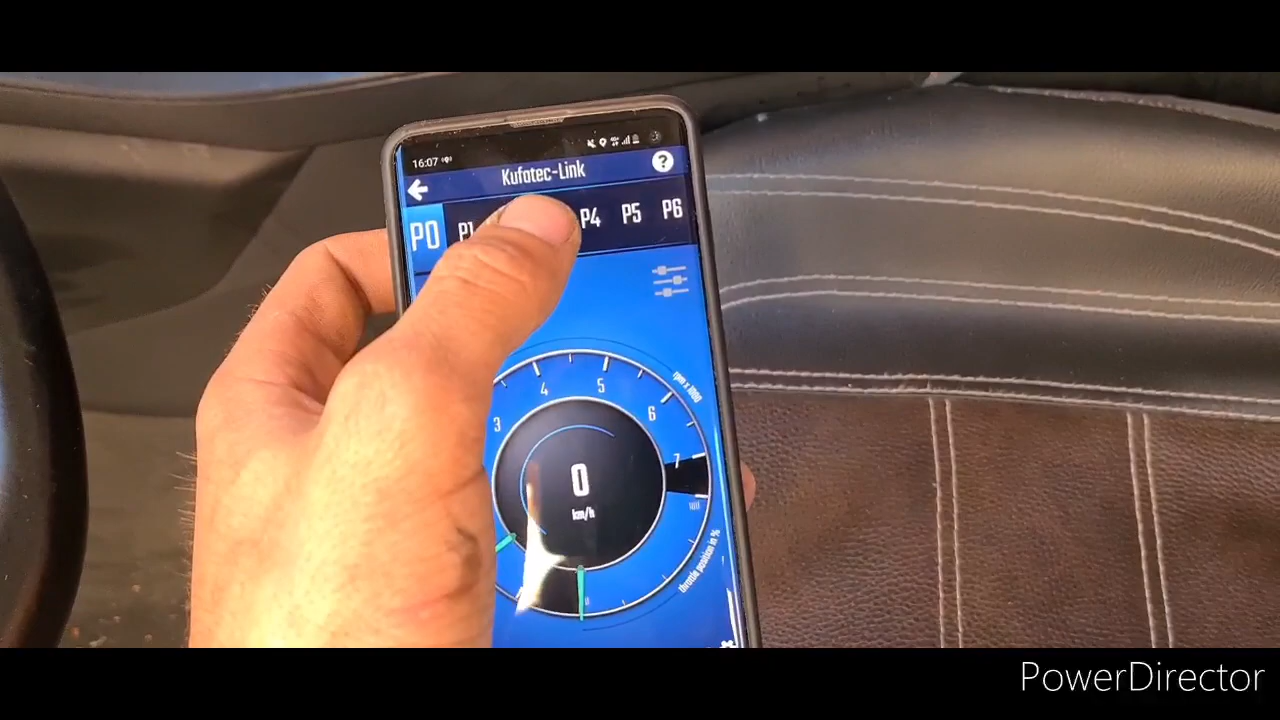 16:07
Kufatec-Link
?
P0 P1 P4 P5 P6
3 4 5 6 7
rpm x 1000
0
km/h
throttle position in %
PowerDirector